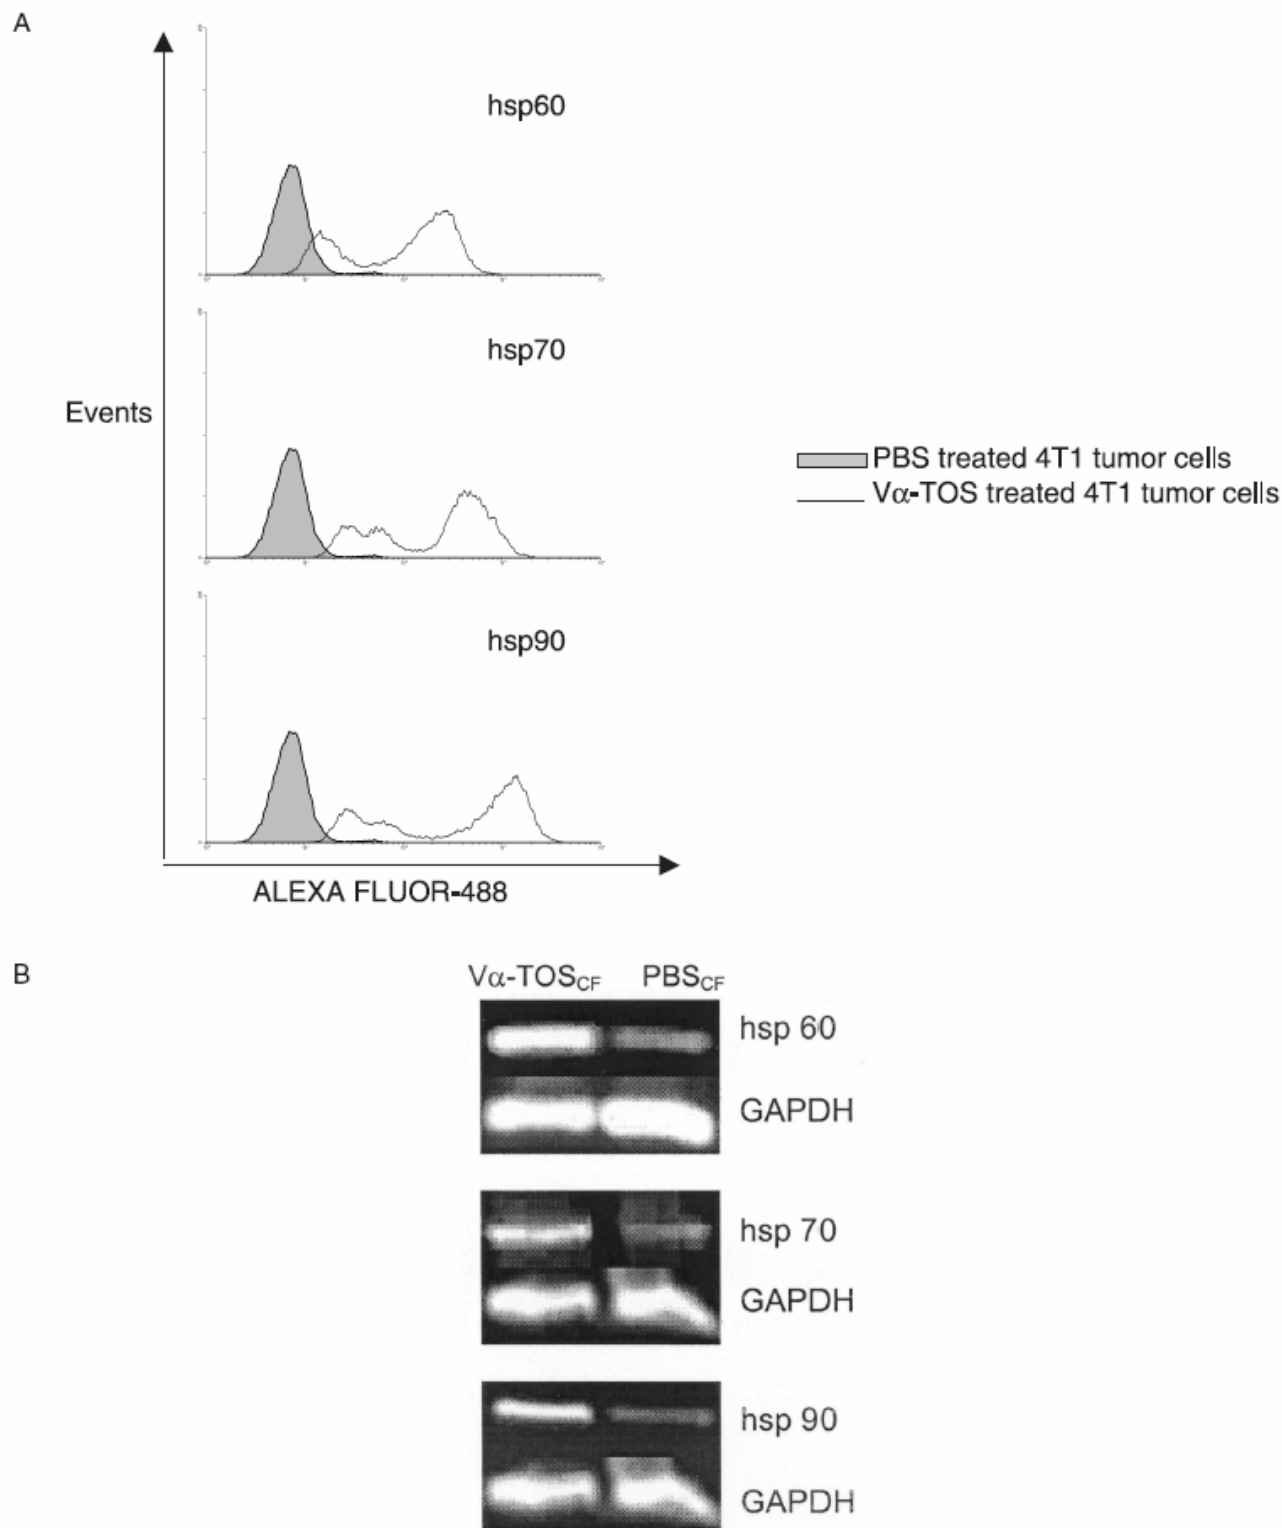 A
hsp60
hsp70
Events
PBS treated 4T1 tumor cells
Vα-TOS treated 4T1 tumor cells
hsp90
ALEXA FLUOR-488
B
Vα-TOSCF PBSCF
hsp 60
GAPDH
hsp 70
GAPDH
hsp 90
GAPDH